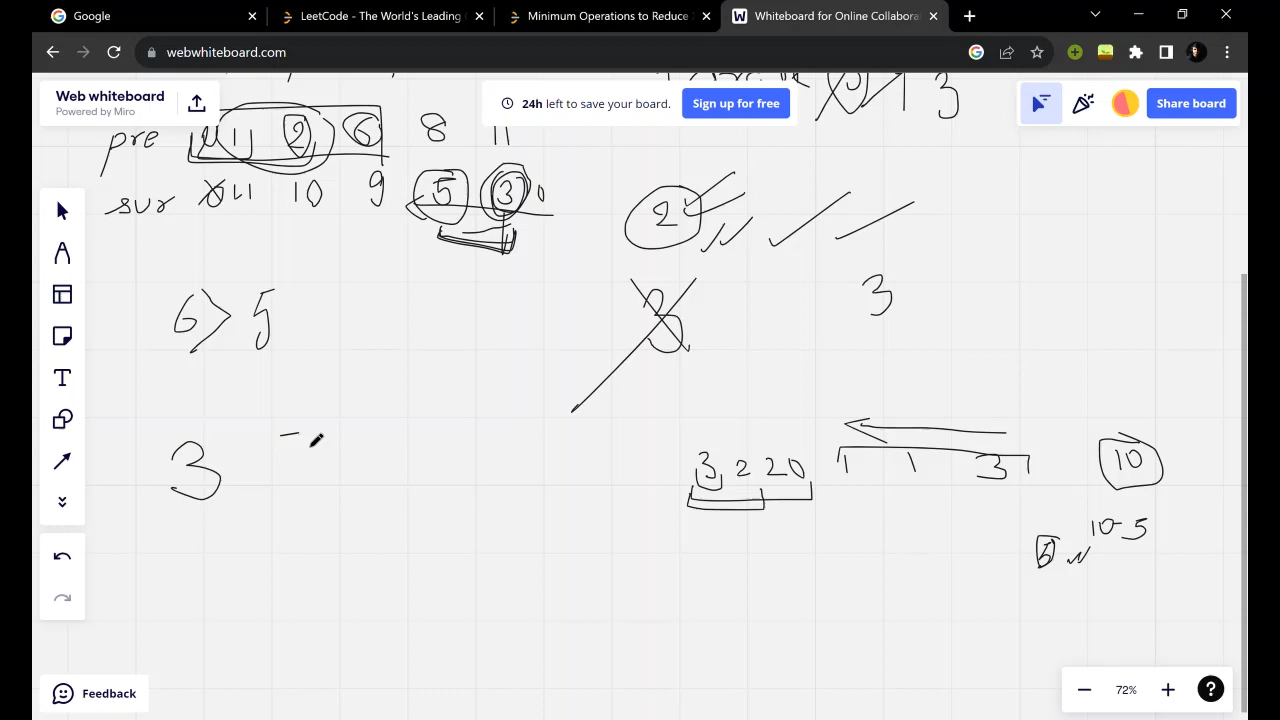 Google
LeetCode - The World's Leading
Minimum Operations to Reduce
Whiteboard for Online Collabora
webwhiteboard.com
Web whiteboard
Powered by Miro
24h left to save your board.
Sign up for free
Share board
3
pre 1 2 6 8 11
sur 11 10 9 5 3 0
2
6 > 5
3
3
3
3 2 20 1 1 3 10
10-5
5
Feedback
72%